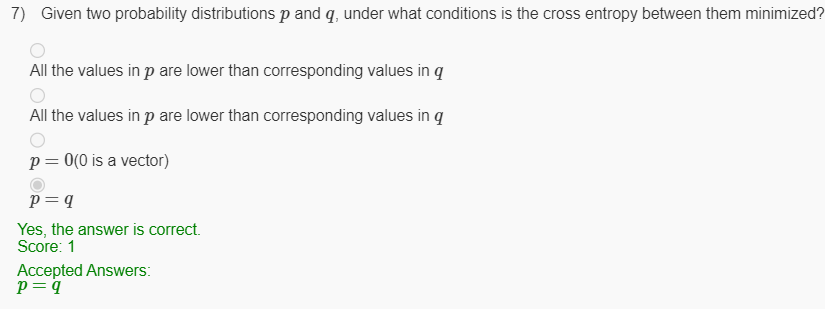 7) Given two probability distributions p and q, under what conditions is the cross entropy between them minimized?
All the values in p are lower than corresponding values in q
All the values in p are lower than corresponding values in q
p = 0(0 is a vector)
p = q
Yes, the answer is correct.
Score: 1
Accepted Answers:
p = q